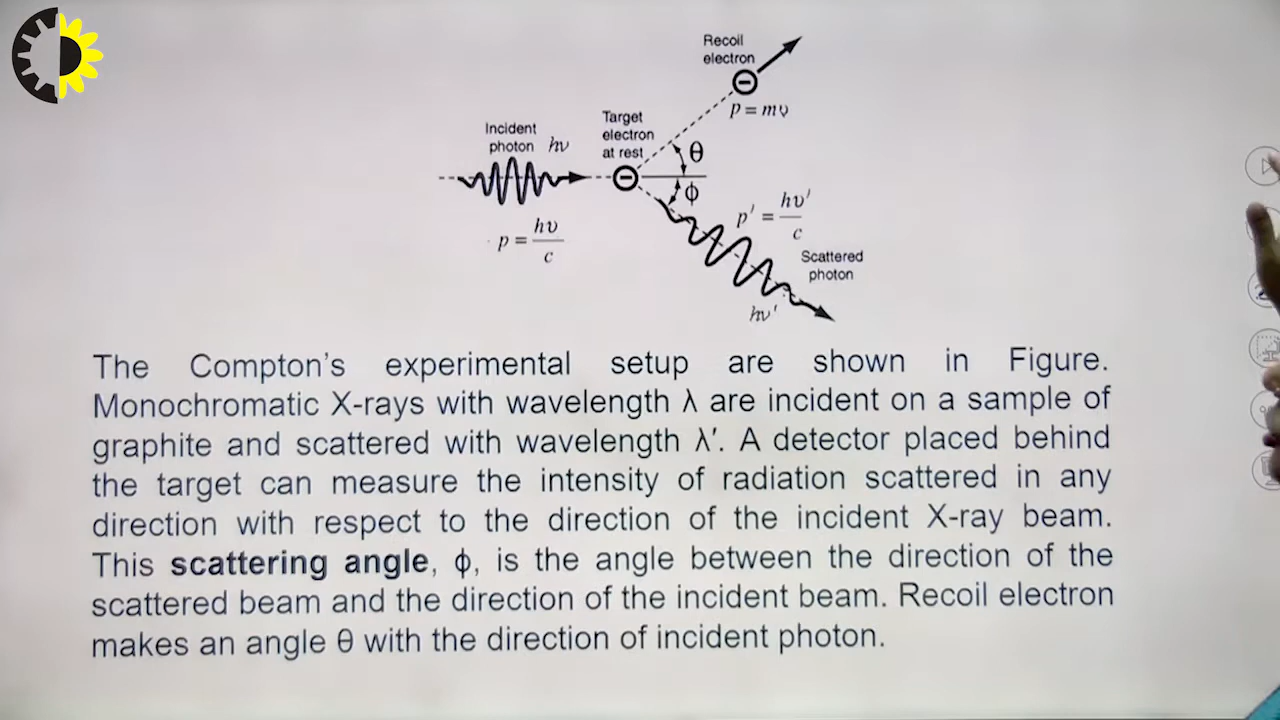 Recoil
electron
p = mυ
Target
electron
at rest
Incident
photon hν
θ
ϕ
p = hυ/c
p′ = hυ′/c
Scattered
photon
hν′
The Compton’s experimental setup are shown in Figure.
Monochromatic X-rays with wavelength λ are incident on a sample of
graphite and scattered with wavelength λ′. A detector placed behind
the target can measure the intensity of radiation scattered in any
direction with respect to the direction of the incident X-ray beam.
This scattering angle, ϕ, is the angle between the direction of the
scattered beam and the direction of the incident beam. Recoil electron
makes an angle θ with the direction of incident photon.